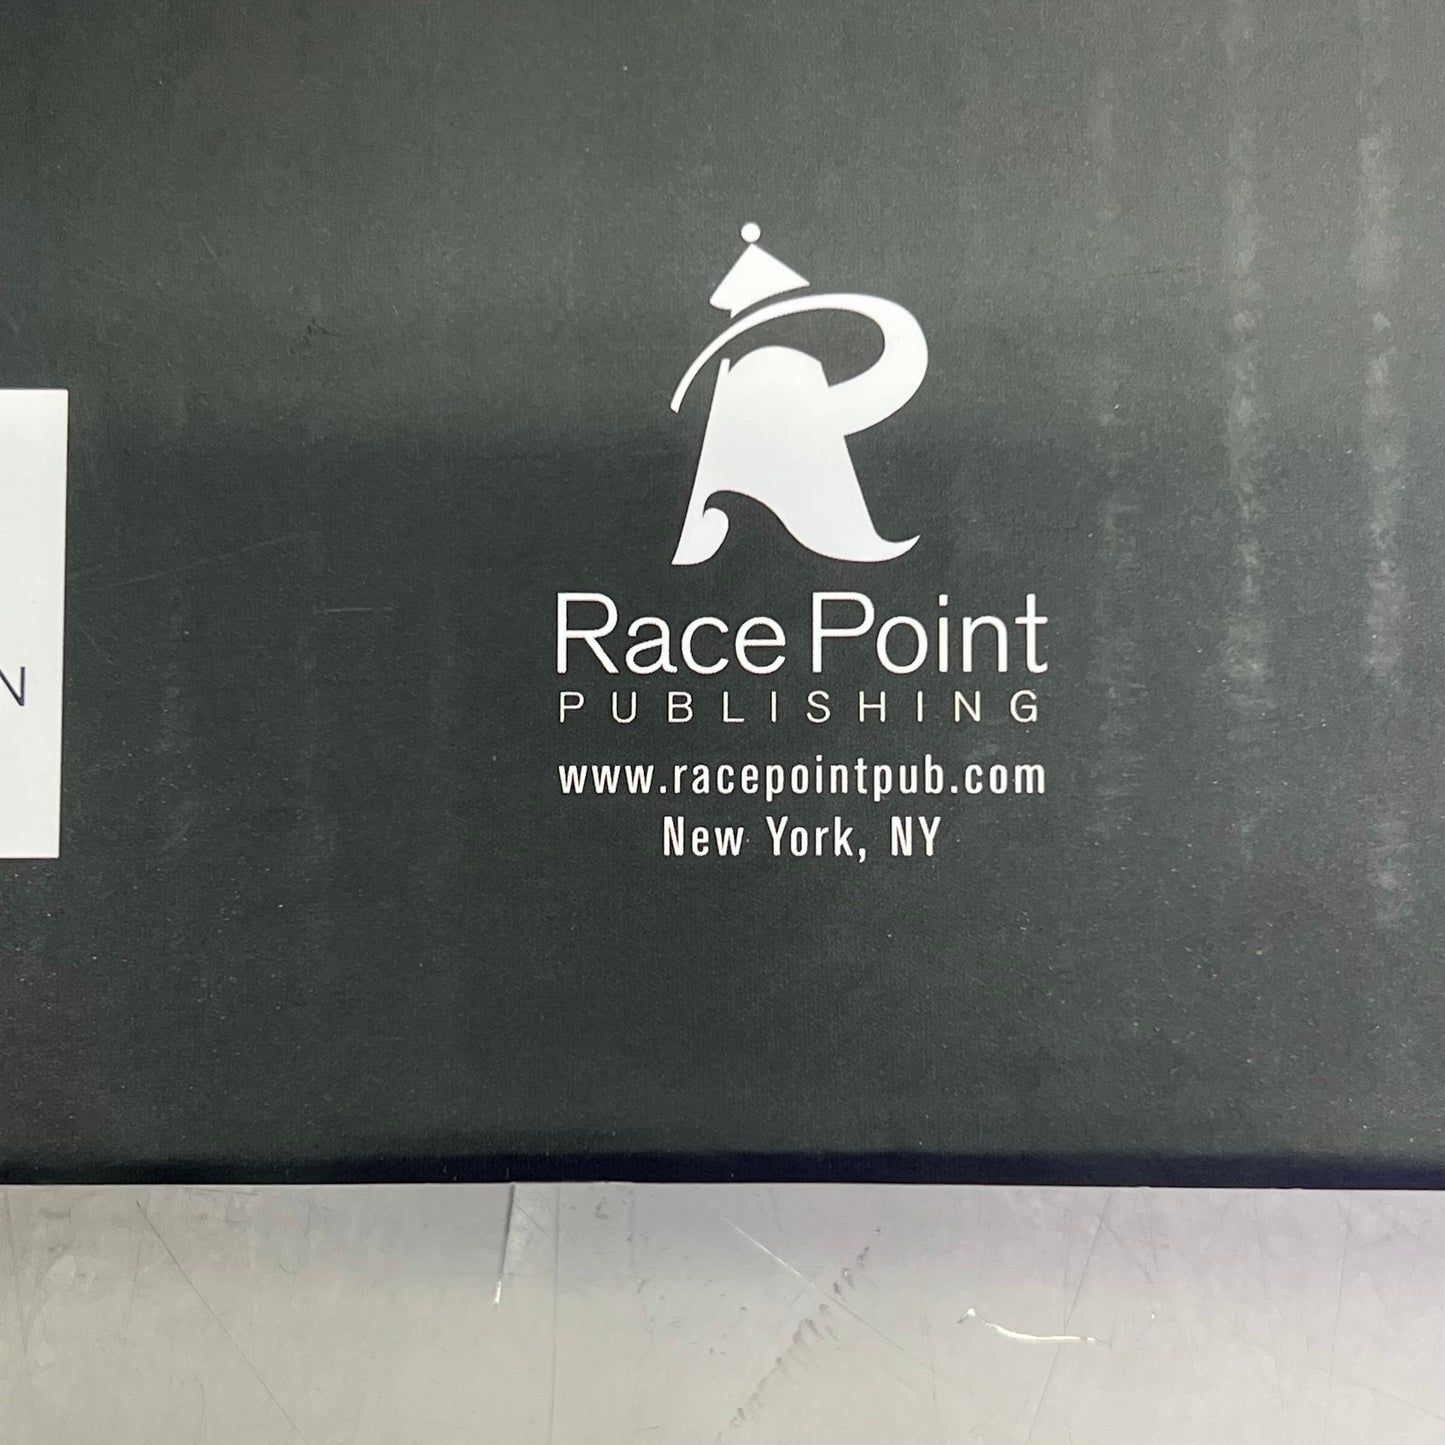 N
Race Point
PUBLISHING
www.racepointpub.com
New York, NY